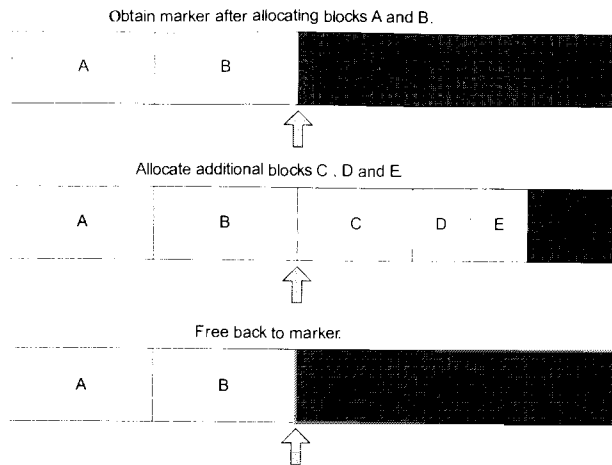 Obtain marker after allocating blocks A and B.
A B
Allocate additional blocks C , D and E
A B C D E
Free back to marker.
A B